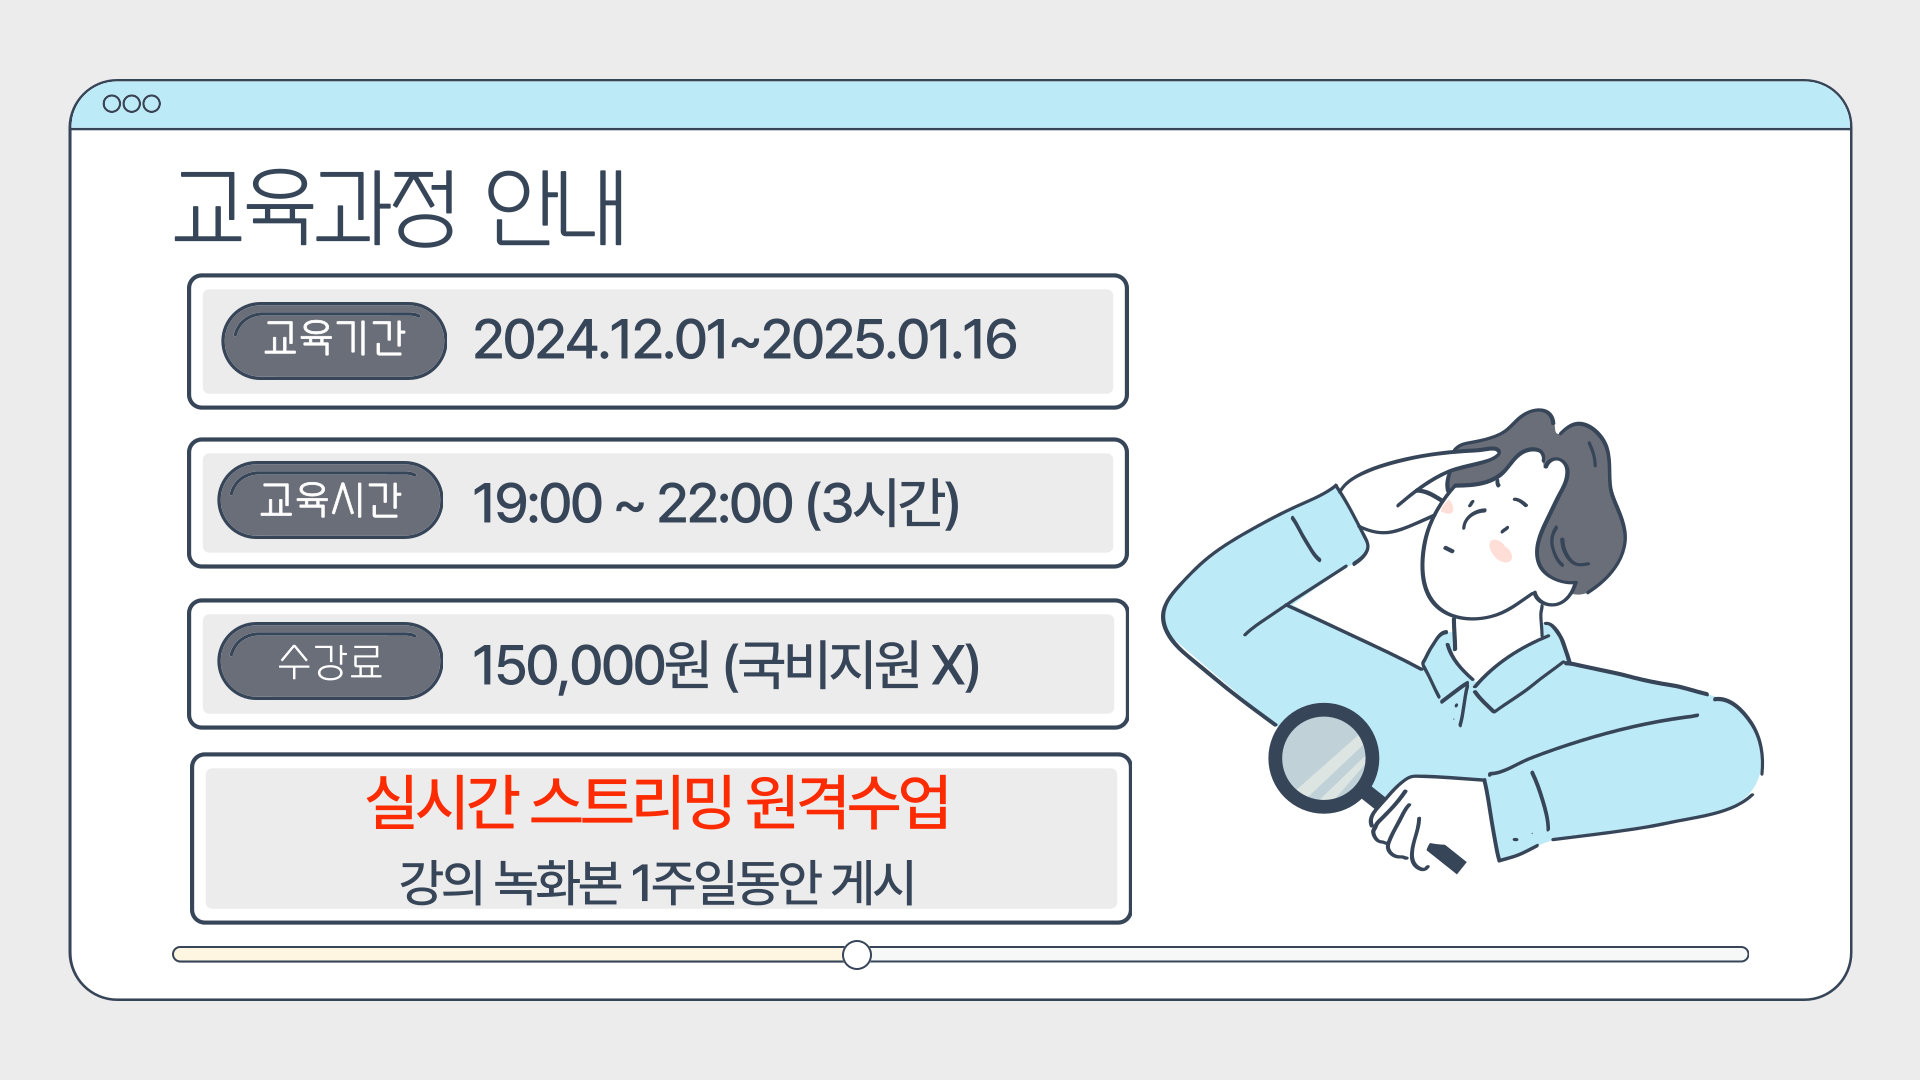 교육과정 안내
교육기간 2024.12.01~2025.01.16
교육시간 19:00 ~ 22:00 (3시간)
수강료 150,000원 (국비지원 X)
실시간 스트리밍 원격수업
강의 녹화본 1주일동안 게시